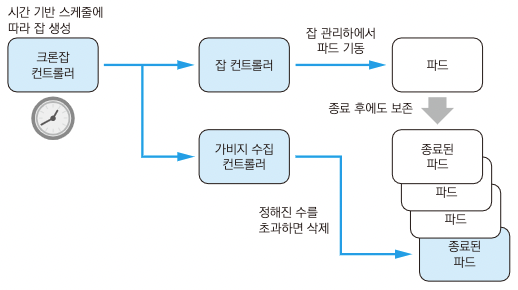 시간 기반 스케줄에
따라 잡 생성
크론잡
컨트롤러
잡 컨트롤러
잡 관리하에서
파드 기동
파드
종료 후에도 보존
가비지 수집
컨트롤러
종료된
파드
파드
파드
정해진 수를
초과하면 삭제
종료된
파드